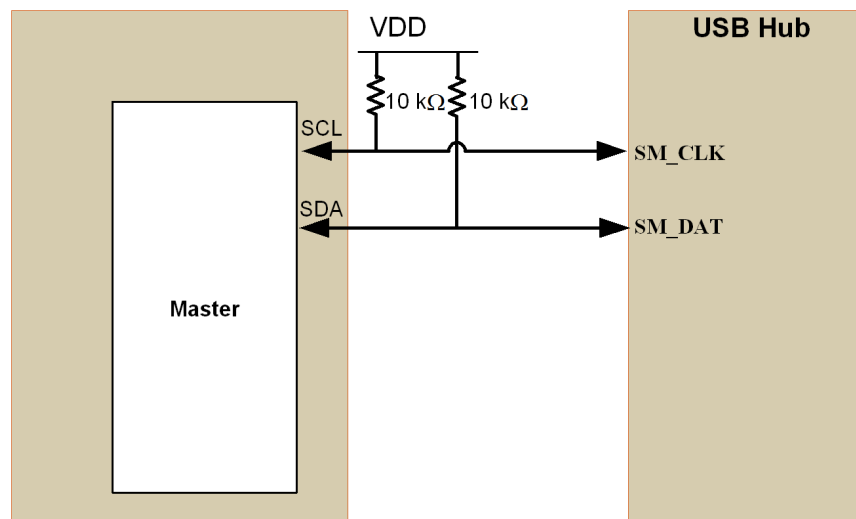 VDD
USB Hub
10 kΩ
10 kΩ
SCL
SM_CLK
SDA
SM_DAT
Master